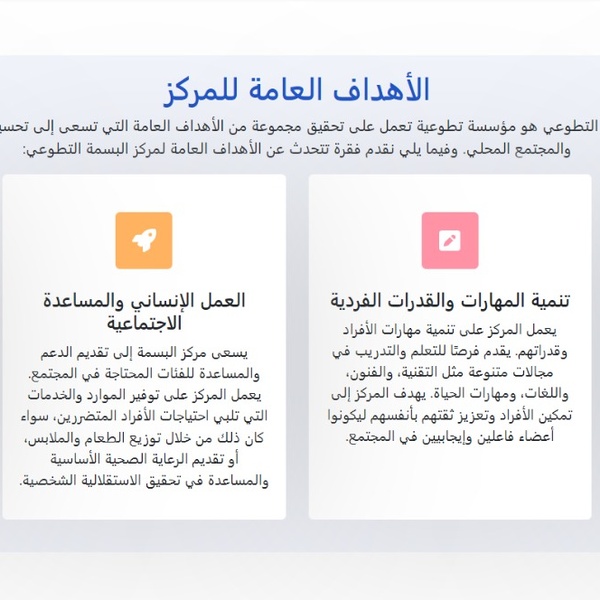 الأهداف العامة للمركز
التطوعي هو مؤسسة تطوعية تعمل على تحقيق مجموعة من الأهداف العامة التي تسعى إلى
والمجتمع المحلي. وفيما يلي نقدم فقرة تتحدث عن الأهداف العامة لمركز البسمة التطوعي:
تنمية المهارات والقدرات الفردية
يعمل المركز على تنمية مهارات الأفراد
وقدراتهم. يقدم فرصًا للتعلم والتدريب في
مجالات متنوعة مثل التقنية، والفنون،
واللغات، ومهارات الحياة. يهدف المركز إلى
تمكين الأفراد وتعزيز ثقتهم بأنفسهم ليكونوا
أعضاء فاعلين وإيجابيين في المجتمع.
العمل الإنساني والمساعدة
الاجتماعية
يسعى مركز البسمة إلى تقديم الدعم
والمساعدة للفئات المحتاجة في المجتمع.
يعمل المركز على توفير الموارد والخدمات
التي تلبي احتياجات الأفراد المتضررين، سواء
كان ذلك من خلال توزيع الطعام والملابس،
أو تقديم الرعاية الصحية الأساسية
والمساعدة في تحقيق الاستقلالية الشخصية.